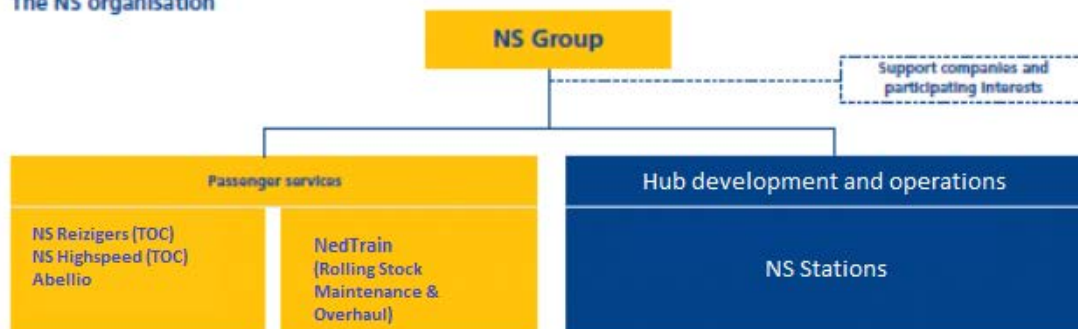 The NS organisation
NS Group
Support companies and
participating interests
Passenger services
Hub development and operations
NS Reizigers (TOC)
NS Highspeed (TOC)
Abellio
NedTrain
(Rolling Stock
Maintenance &
Overhaul)
NS Stations